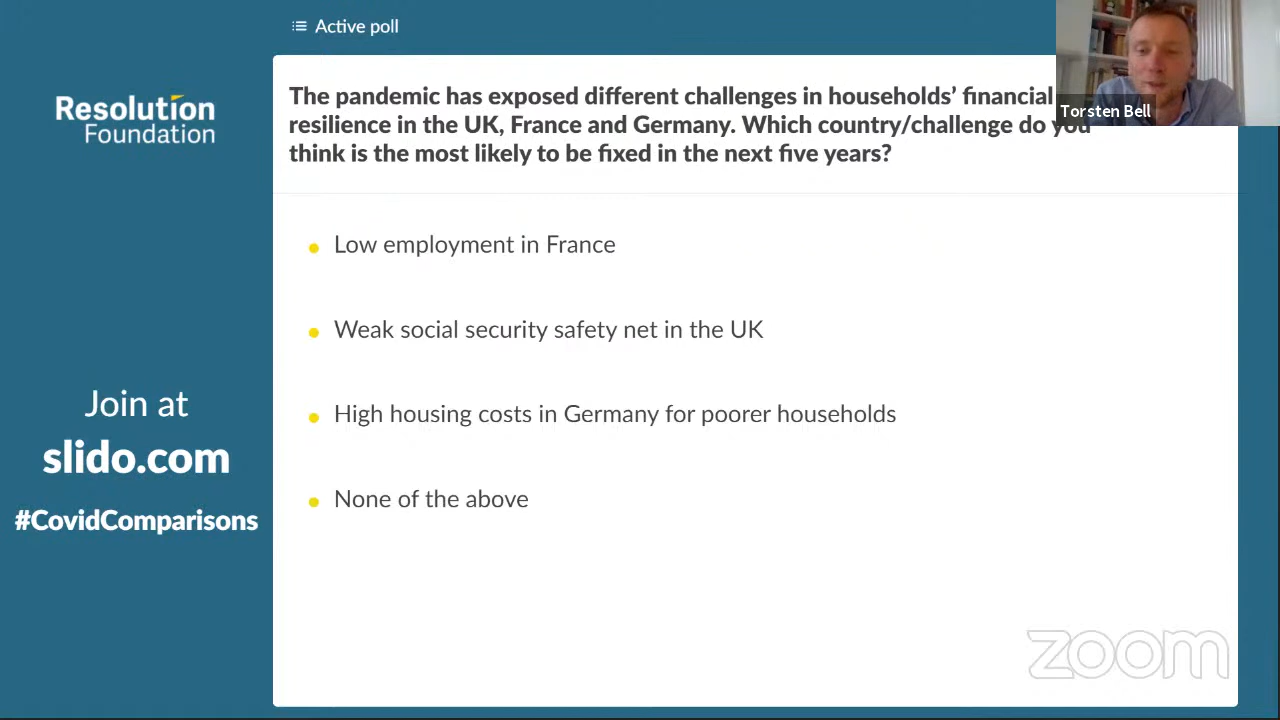 Active poll
Resolution
Foundation
The pandemic has exposed different challenges in households’ financial
resilience in the UK, France and Germany. Which country/challenge do you
think is the most likely to be fixed in the next five years?
Torsten Bell
Low employment in France
Weak social security safety net in the UK
High housing costs in Germany for poorer households
None of the above
Join at
slido.com
#CovidComparisons
zoom